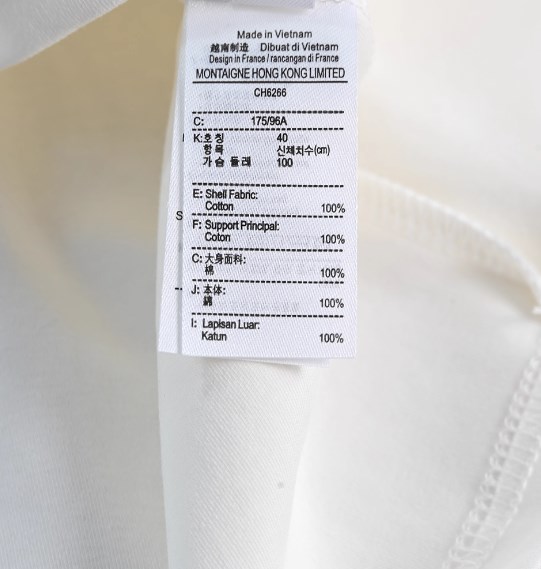 Made in Vietnam
越南制造 Dibuat di Vietnam
Design in France / rancangan di France
MONTAIGNE HONG KONG LIMITED
CH6266
C: 175/96A
K:호칭 40
항목 신체치수(cm)
가슴 둘레 100
E: Shell Fabric:
Cotton 100%
F: Support Principal:
Coton 100%
C: 大身面料:
棉 100%
J: 本体:
綿 100%
I: Lapisan Luar:
Katun 100%
S